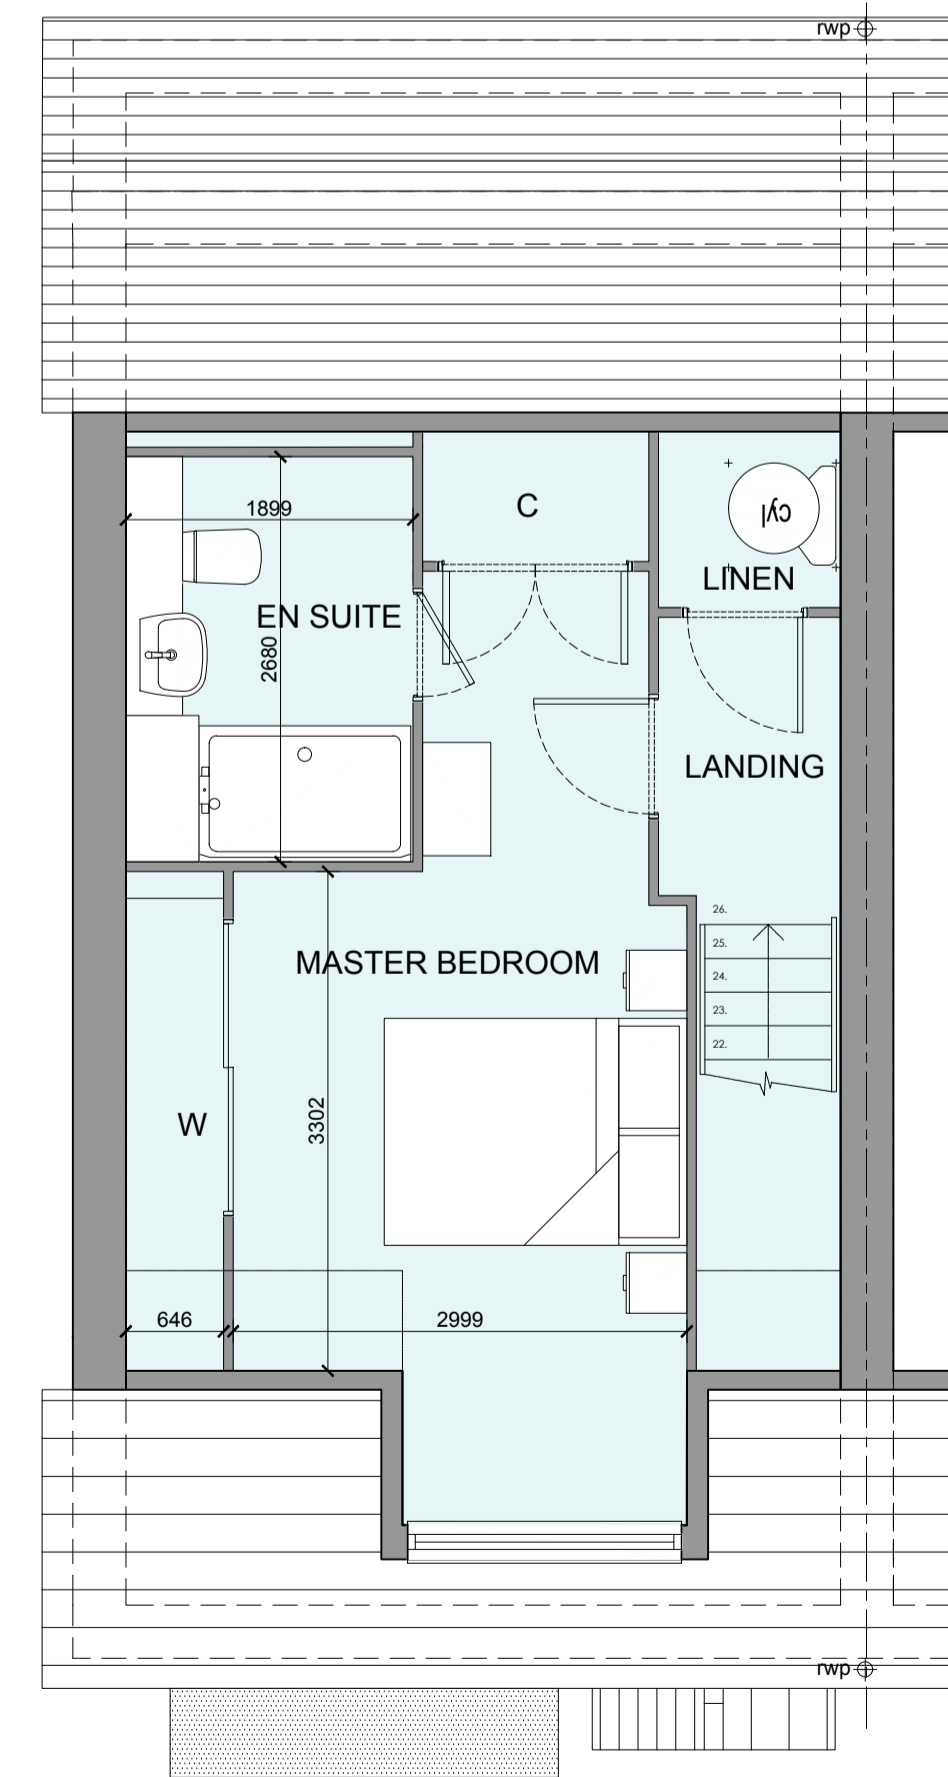 rwp
C
cyl
1899
LINEN
EN SUITE
2680
LANDING
26.
25.
24.
23.
22.
MASTER BEDROOM
3302
W
646
2999
rwp